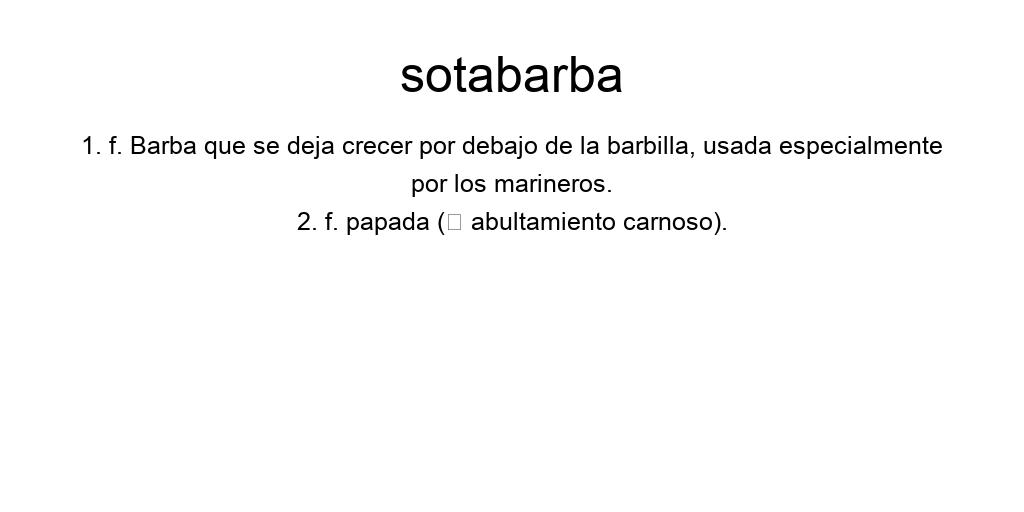 sotabarba
1. f. Barba que se deja crecer por debajo de la barbilla, usada especialmente
por los marineros.
2. f. papada (□ abultamiento carnoso).